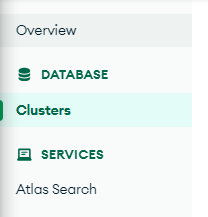 Overview
DATABASE
Clusters
SERVICES
Atlas Search